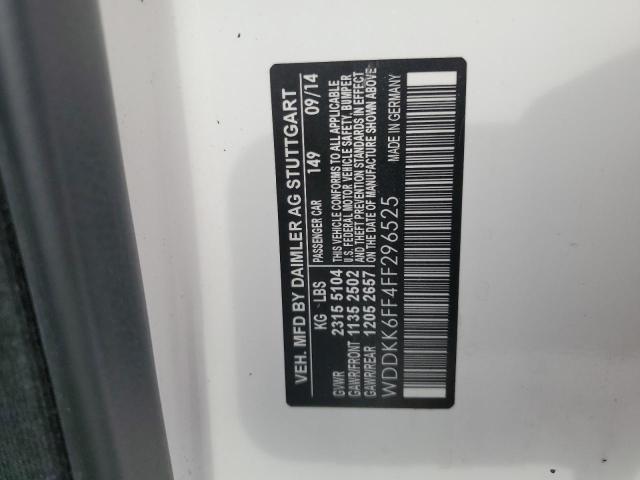 VEH. MFD BY DAIMLER AG STUTTGART
PASSENGER CAR 149 09/14
KG LBS
GVWR 2315 5104
GAWR/FRONT 1135 2502
GAWR/REAR 1205 2657
THIS VEHICLE CONFORMS TO ALL APPLICABLE
U.S. FEDERAL MOTOR VEHICLE SAFETY, BUMPER
AND THEFT PREVENTION STANDARDS IN EFFECT
ON THE DATE OF MANUFACTURE SHOWN ABOVE
WDDKK6FF4FF296525 MADE IN GERMANY